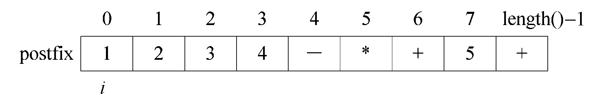 0 1 2 3 4 5 6 7 length()−1
postfix 1 2 3 4 − * + 5 +
i